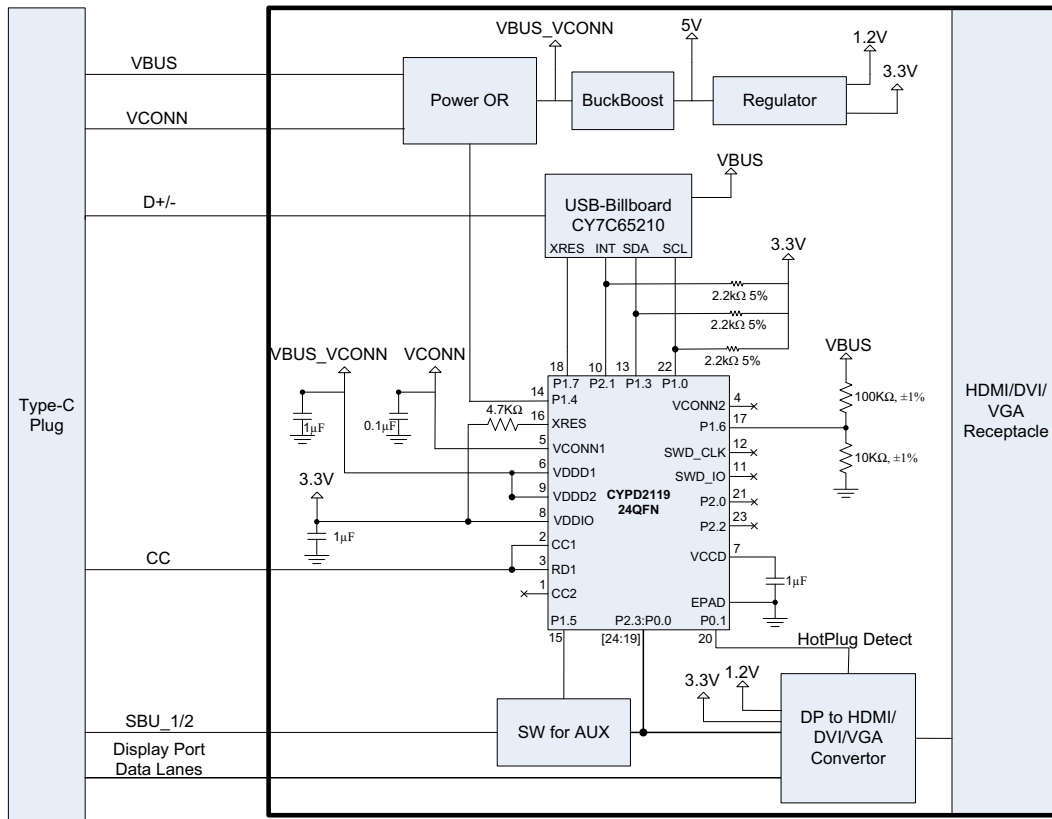 VBUS_VCONN
5V
1.2V
3.3V
VBUS
VCONN
Power OR
BuckBoost
Regulator
D+/-
USB-Billboard
CY7C65210
XRES INT SDA SCL
VBUS
3.3V
2.2kΩ 5%
2.2kΩ 5%
2.2kΩ 5%
VBUS_VCONN
VCONN
1µF
0.1µF
4.7KΩ
3.3V
1µF
CC
Type-C
Plug
18 10 13 22
P1.7 P2.1 P1.3 P1.0
14 P1.4
16 XRES
5 VCONN1
6 VDDD1
9 VDDD2
8 VDDIO
2 CC1
3 RD1
1 CC2
CYPD2119
24QFN
VCONN2 4
P1.6 17
SWD_CLK 12
SWD_IO 11
P2.0 21
P2.2 23
VCCD 7
EPAD
P1.5 P2.3:P0.0 P0.1
15 [24:19] 20
VBUS
100KΩ, ±1%
10KΩ, ±1%
1µF
HDMI/DVI/
VGA
Receptacle
HotPlug Detect
3.3V
1.2V
SBU_1/2
Display Port
Data Lanes
SW for AUX
DP to HDMI/
DVI/VGA
Convertor